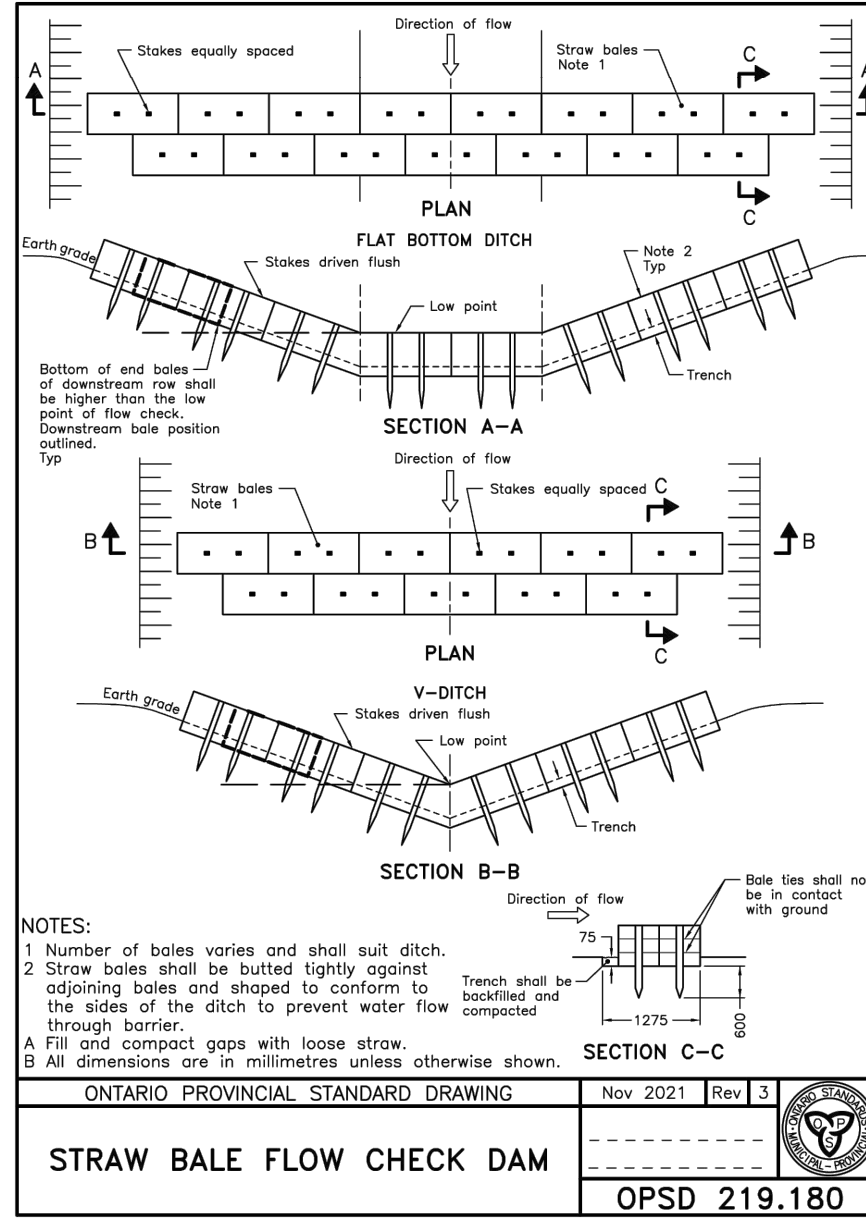 Direction of flow
Stakes equally spaced
Straw bales
Note 1
C
A
A
C
PLAN
FLAT BOTTOM DITCH
Earth grade
Stakes driven flush
Note 2
Typ
Low point
Trench
Bottom of end bales
of downstream row shall
be higher than the low
point of flow check.
Downstream bale position
outlined.
Typ
SECTION A–A
Direction of flow
Straw bales
Note 1
Stakes equally spaced
C
B
B
PLAN
C
V–DITCH
Earth grade
Stakes driven flush
Low point
Trench
SECTION B–B
Direction of flow
Bale ties shall no
be in contact
with ground
75
Trench shall be
backfilled and
compacted
1275
600
SECTION C–C
NOTES:
1 Number of bales varies and shall suit ditch.
2 Straw bales shall be butted tightly against
adjoining bales and shaped to conform to
the sides of the ditch to prevent water flow
through barrier.
A Fill and compact gaps with loose straw.
B All dimensions are in millimetres unless otherwise shown.
ONTARIO PROVINCIAL STANDARD DRAWING
Nov 2021 Rev 3
STRAW BALE FLOW CHECK DAM
OPSD 219.180
ONTARIO STANDARDS
MUNICIPAL – PROVINCIAL
O P S